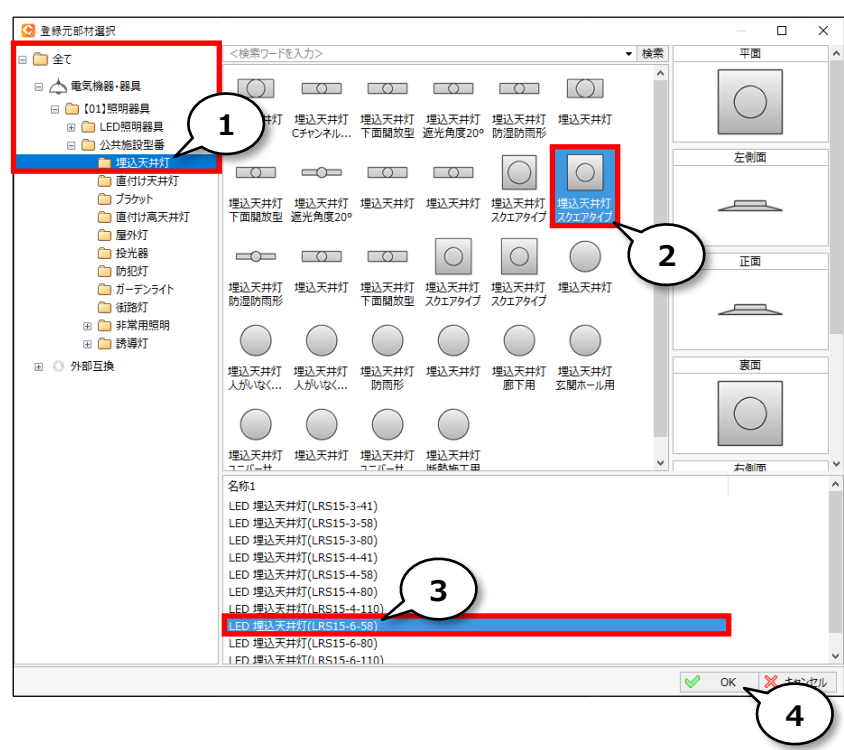 登録元部材選択
全て
電気機器・器具
【01】照明器具
LED照明器具
公共施設型番
埋込天井灯
直付け天井灯
ブラケット
直付け高天井灯
屋外灯
投光器
防犯灯
ガーデンライト
街路灯
非常用照明
誘導灯
外部互換
1
<検索ワードを入力>
検索
埋込天井灯 埋込天井灯 埋込天井灯 埋込天井灯 埋込天井灯
Cチャンネル... 下面開放型 遮光角度20° 防湿防雨形
埋込天井灯 埋込天井灯 埋込天井灯 埋込天井灯 埋込天井灯 埋込天井灯
下面開放型 遮光角度20° スクエアタイプ スクエアタイプ
2
埋込天井灯 埋込天井灯 埋込天井灯 埋込天井灯 埋込天井灯 埋込天井灯
防湿防雨形 下面開放型 スクエアタイプ スクエアタイプ
埋込天井灯 埋込天井灯 埋込天井灯 埋込天井灯 埋込天井灯 埋込天井灯
人がいなく... 人がいなく... 防雨形 廊下用 玄関ホール用
埋込天井灯 埋込天井灯 埋込天井灯 埋込天井灯
平面
左側面
正面
裏面
右側面
名称1
LED 埋込天井灯(LRS15-3-41)
LED 埋込天井灯(LRS15-3-58)
LED 埋込天井灯(LRS15-3-80)
LED 埋込天井灯(LRS15-4-41)
LED 埋込天井灯(LRS15-4-58)
LED 埋込天井灯(LRS15-4-80)
LED 埋込天井灯(LRS15-4-110)
LED 埋込天井灯(LRS15-6-58)
LED 埋込天井灯(LRS15-6-80)
LED 埋込天井灯(LRS15-6-110)
3
OK
キャンセル
4